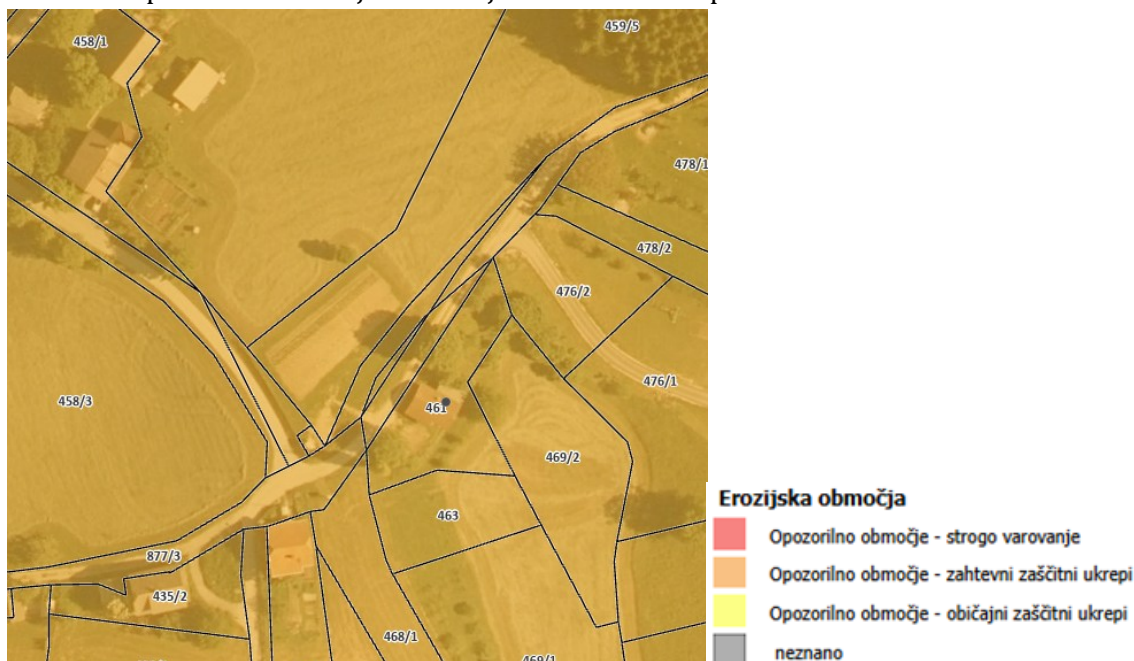 458/1
459/5
478/1
478/2
476/2
476/1
458/3
461
469/2
463
877/3
435/2
468/1
469/1
Erozijska območja
Opozorilno območje - strogo varovanje
Opozorilno območje - zahtevni zaščitni ukrepi
Opozorilno območje - običajni zaščitni ukrepi
neznano